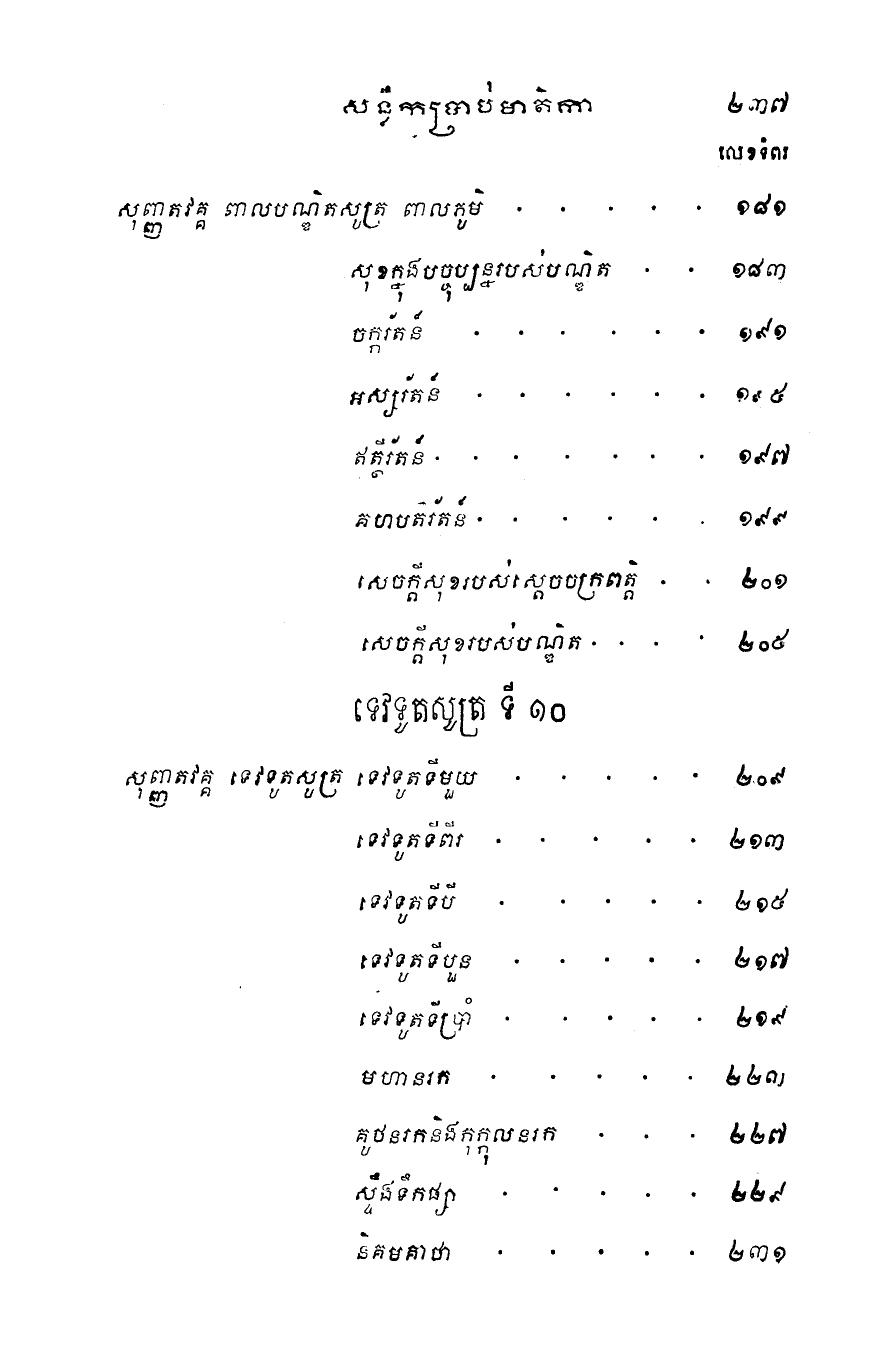 សន្លឹកប្រាប់មាតិកា ២៣៧
លេខទំព័រ
សុញ្ញតវគ្គ ពាលបណ្ឌិតសូត្រ ពាលភូមិ . . . . . ១៨១
សុខក្នុងបច្ចុប្បន្នរបស់បណ្ឌិត . . ១៨៣
ចក្ករ័តន៍ . . . . . . ១៩១
អស្សរ័តន៍ . . . . . . ១៩៥
ឥត្ថីរ័តន៍ . . . . . . . ១៩៧
គហបតិរ័តន៍ . . . . . . ១៩៩
សេចក្តីសុខរបស់ស្តេចចក្រពត្តិ . . ២០១
សេចក្តីសុខរបស់បណ្ឌិត . . . . ២០៥
ទេវទូតសូត្រ ទី ១០
សុញ្ញតវគ្គ ទេវទូតសូត្រ ទេវទូតទីមួយ . . . . . ២០៩
ទេវទូតទីពីរ . . . . . ២១៣
ទេវទូតទីបី . . . . . ២១៥
ទេវទូតទីបួន . . . . . ២១៧
ទេវទូតទីប្រាំ . . . . . ២១៩
មហានរក . . . . . ២២៣
គូថនរកនិងកុក្កុលនរក . . . ២២៧
ស្ទឹងទឹកផ្សា . . . . . ២២៩
និគមគាថា . . . . . ២៣១